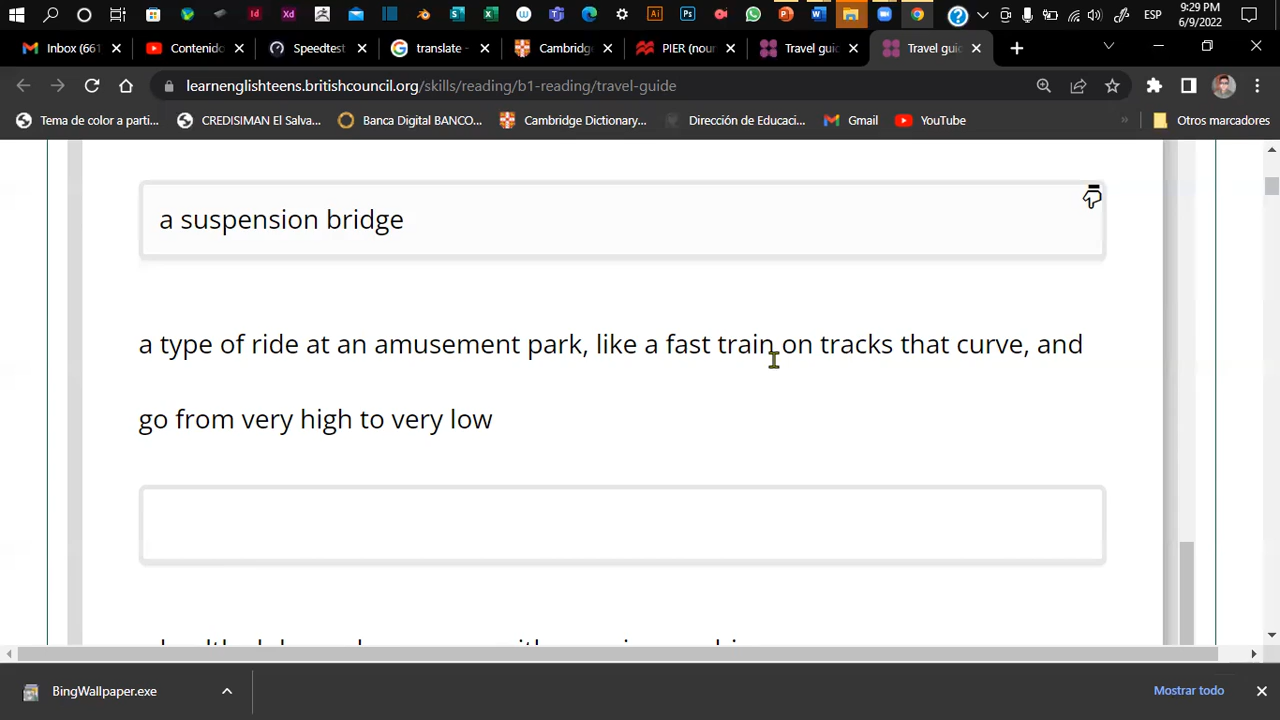 9:29 PM
ESP
6/9/2022
Inbox (661
Contenido
Speedtest
translate -
Cambridg
PIER (nour
Travel guid
Travel guid
learnenglishteens.britishcouncil.org/skills/reading/b1-reading/travel-guide
Tema de color a parti...
CREDISIMAN El Salva...
Banca Digital BANCO...
Cambridge Dictionary...
Dirección de Educaci...
Gmail
YouTube
»
Otros marcadores
a suspension bridge
a type of ride at an amusement park, like a fast train on tracks that curve, and
go from very high to very low
BingWallpaper.exe
Mostrar todo